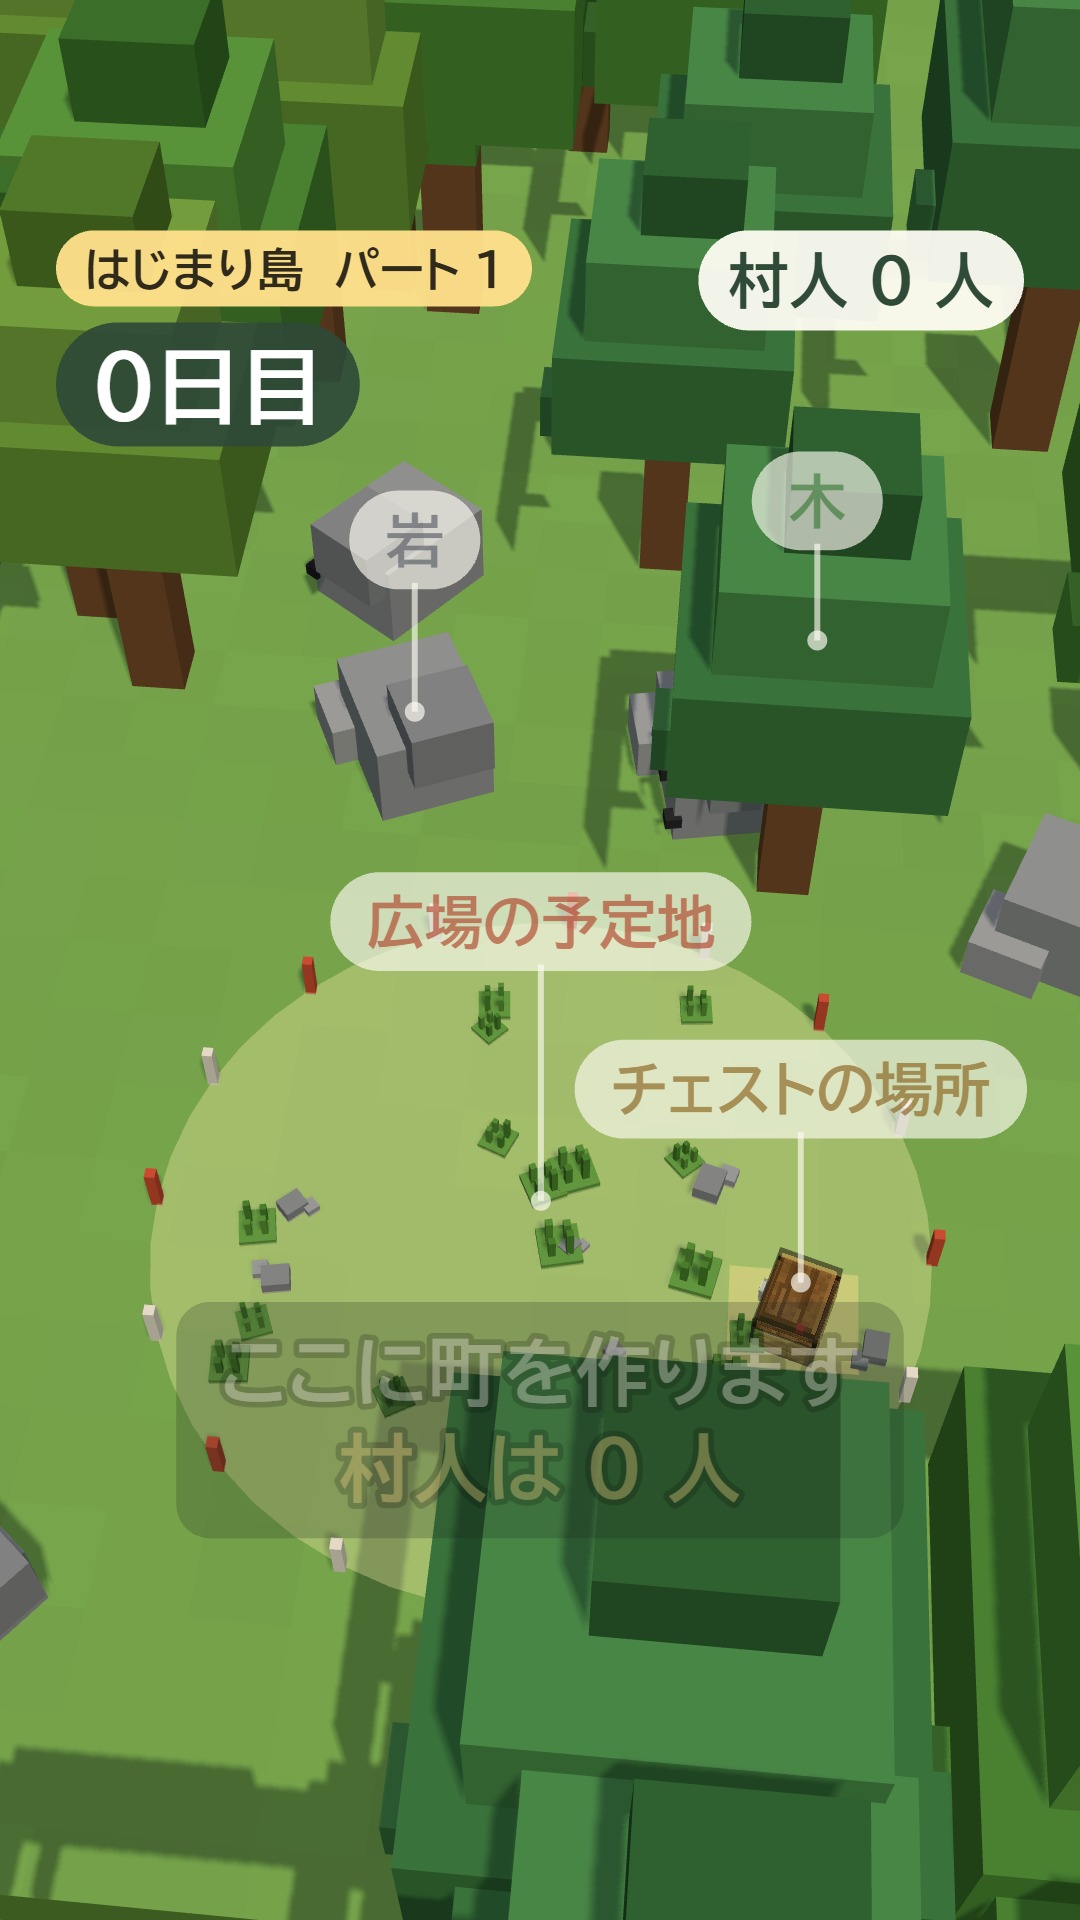 はじまり島 パート 1
村人 0 人
0日目
木
岩
広場の予定地
チェストの場所
ここに町を作ります
村人は 0 人